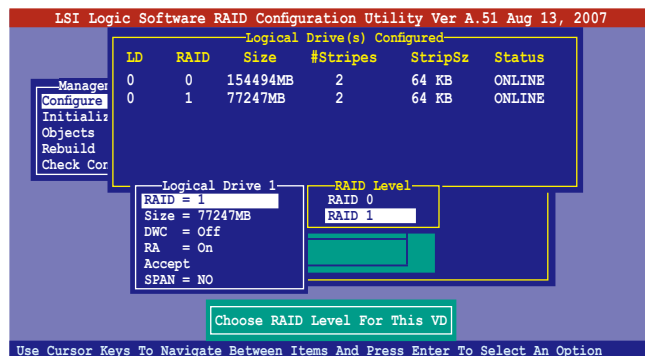 LSI Logic Software RAID Configuration Utility Ver A.51 Aug 13, 2007
Logical Drive(s) Configured
LD RAID Size #Stripes StripSz Status
0 0 154494MB 2 64 KB ONLINE
0 1 77247MB 2 64 KB ONLINE
Managem
Configure
Initializ
Objects
Rebuild
Check Con
Logical Drive 1
RAID = 1
Size = 77247MB
DWC = Off
RA = On
Accept
SPAN = NO
RAID Level
RAID 0
RAID 1
Choose RAID Level For This VD
Use Cursor Keys To Navigate Between Items And Press Enter To Select An Option